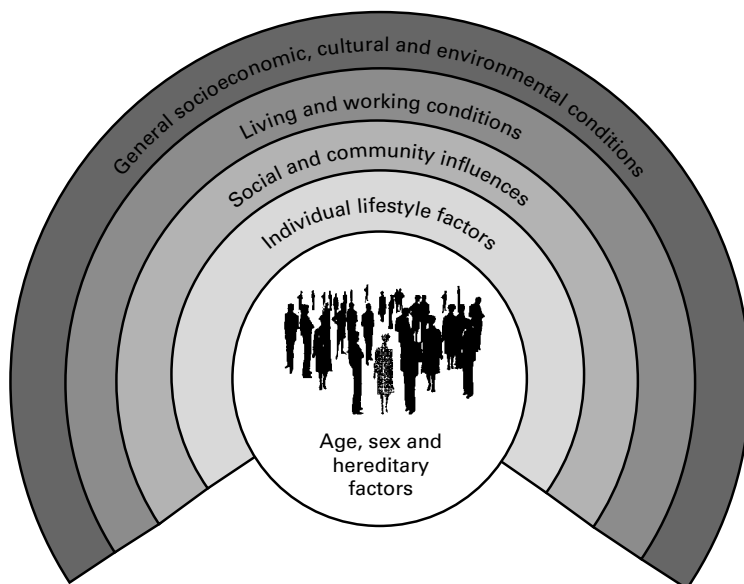 General socioeconomic, cultural and environmental conditions
Living and working conditions
Social and community influences
Individual lifestyle factors
Age, sex and
hereditary
factors